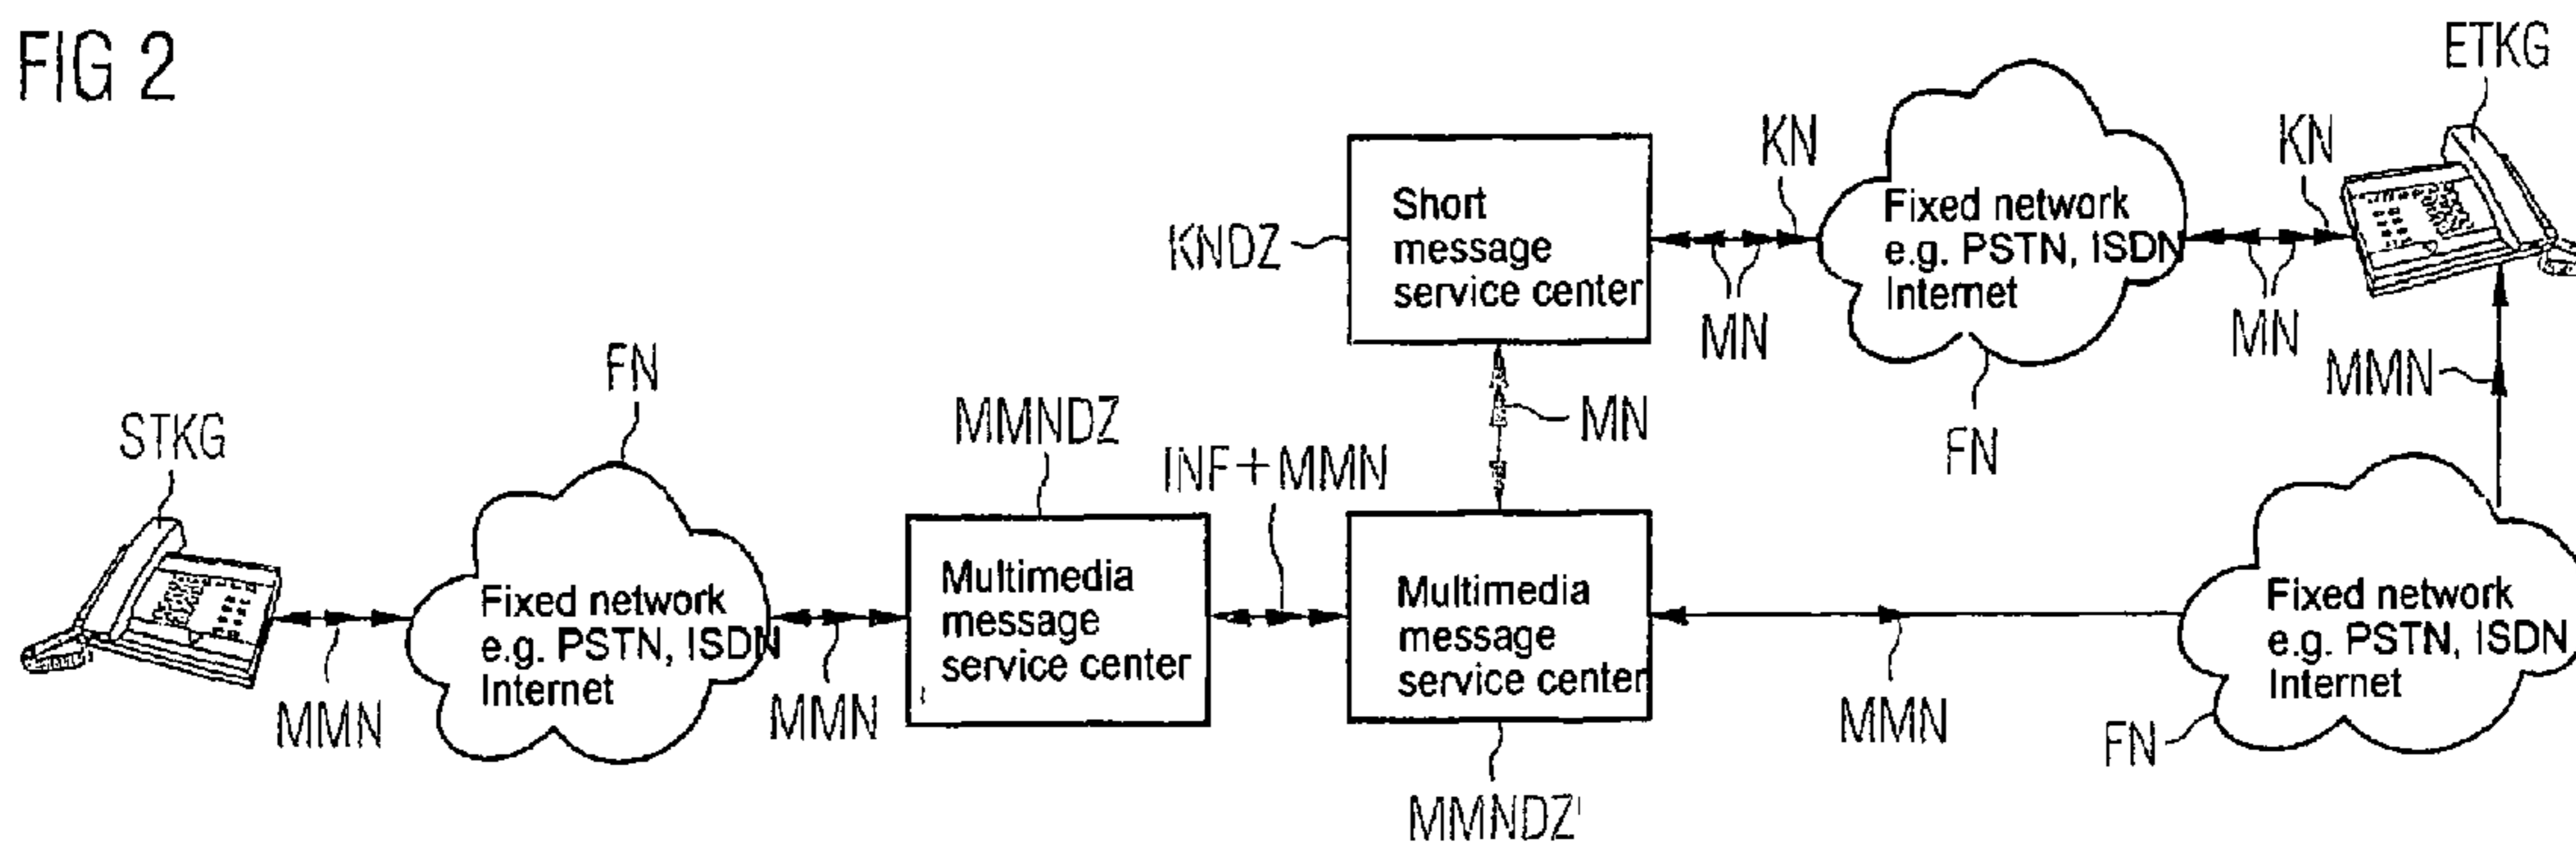 FIG 2
ETKG
KN
KN
Short
message
service center
KNDZ
Fixed network
e.g. PSTN, ISDN
Internet
MN
MN
MMN
FN
FN
STKG
MMNDZ
INF+MMN
MN
Fixed network
e.g. PSTN, ISDN
Internet
Multimedia
message
service center
Multimedia
message
service center
Fixed network
e.g. PSTN, ISDN,
Internet
MMN
MMN
MMN
FN
MMNDZ'